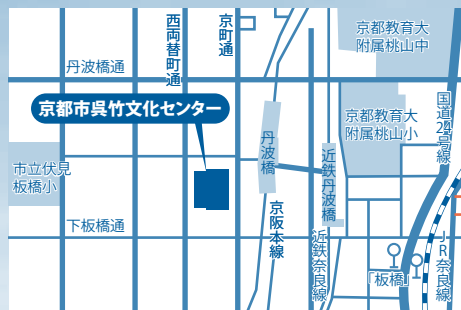 西両替町通
京町通
京都教育大
附属桃山中
丹波橋通
京都市呉竹文化センター
京都教育大
附属桃山小
国道24号線
丹波橋
近鉄丹波橋
市立伏見
板橋小
京阪本線
下板橋通
近鉄奈良線
JR奈良線
「板橋」